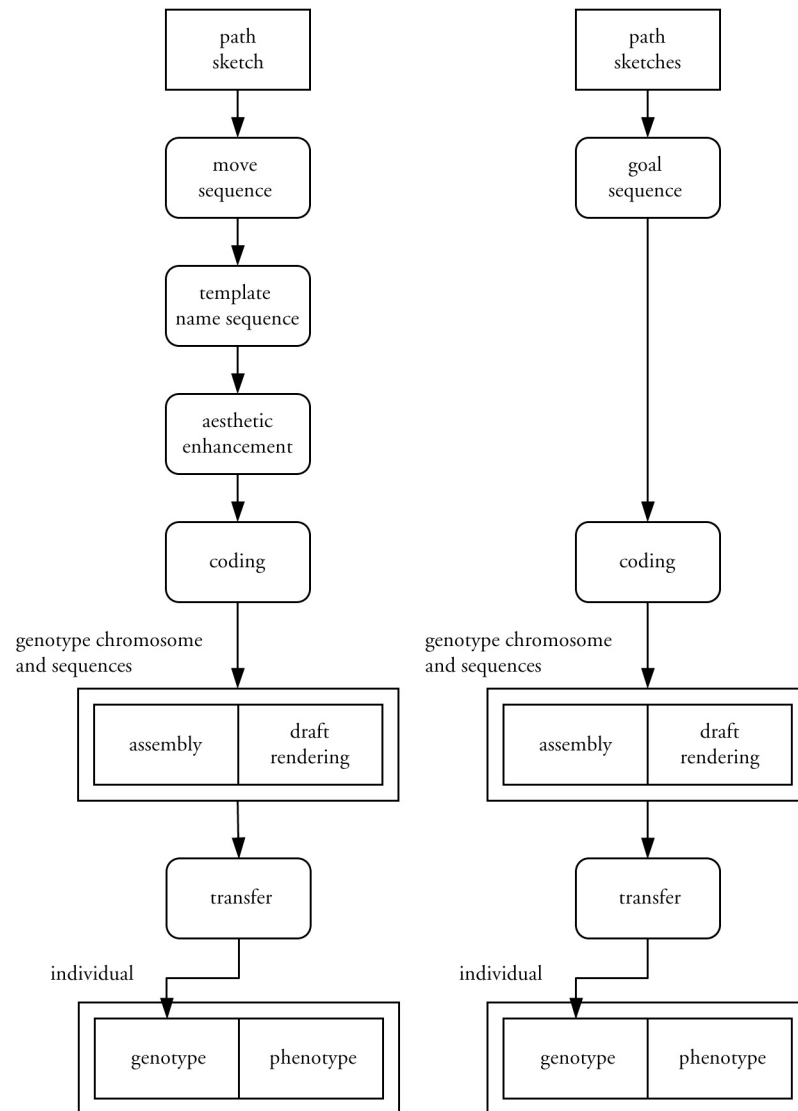 path
sketch
move
sequence
template
name sequence
aesthetic
enhancement
coding
genotype chromosome
and sequences
assembly
draft
rendering
transfer
individual
genotype
phenotype
path
sketches
goal
sequence
coding
genotype chromosome
and sequences
assembly
draft
rendering
transfer
individual
genotype
phenotype